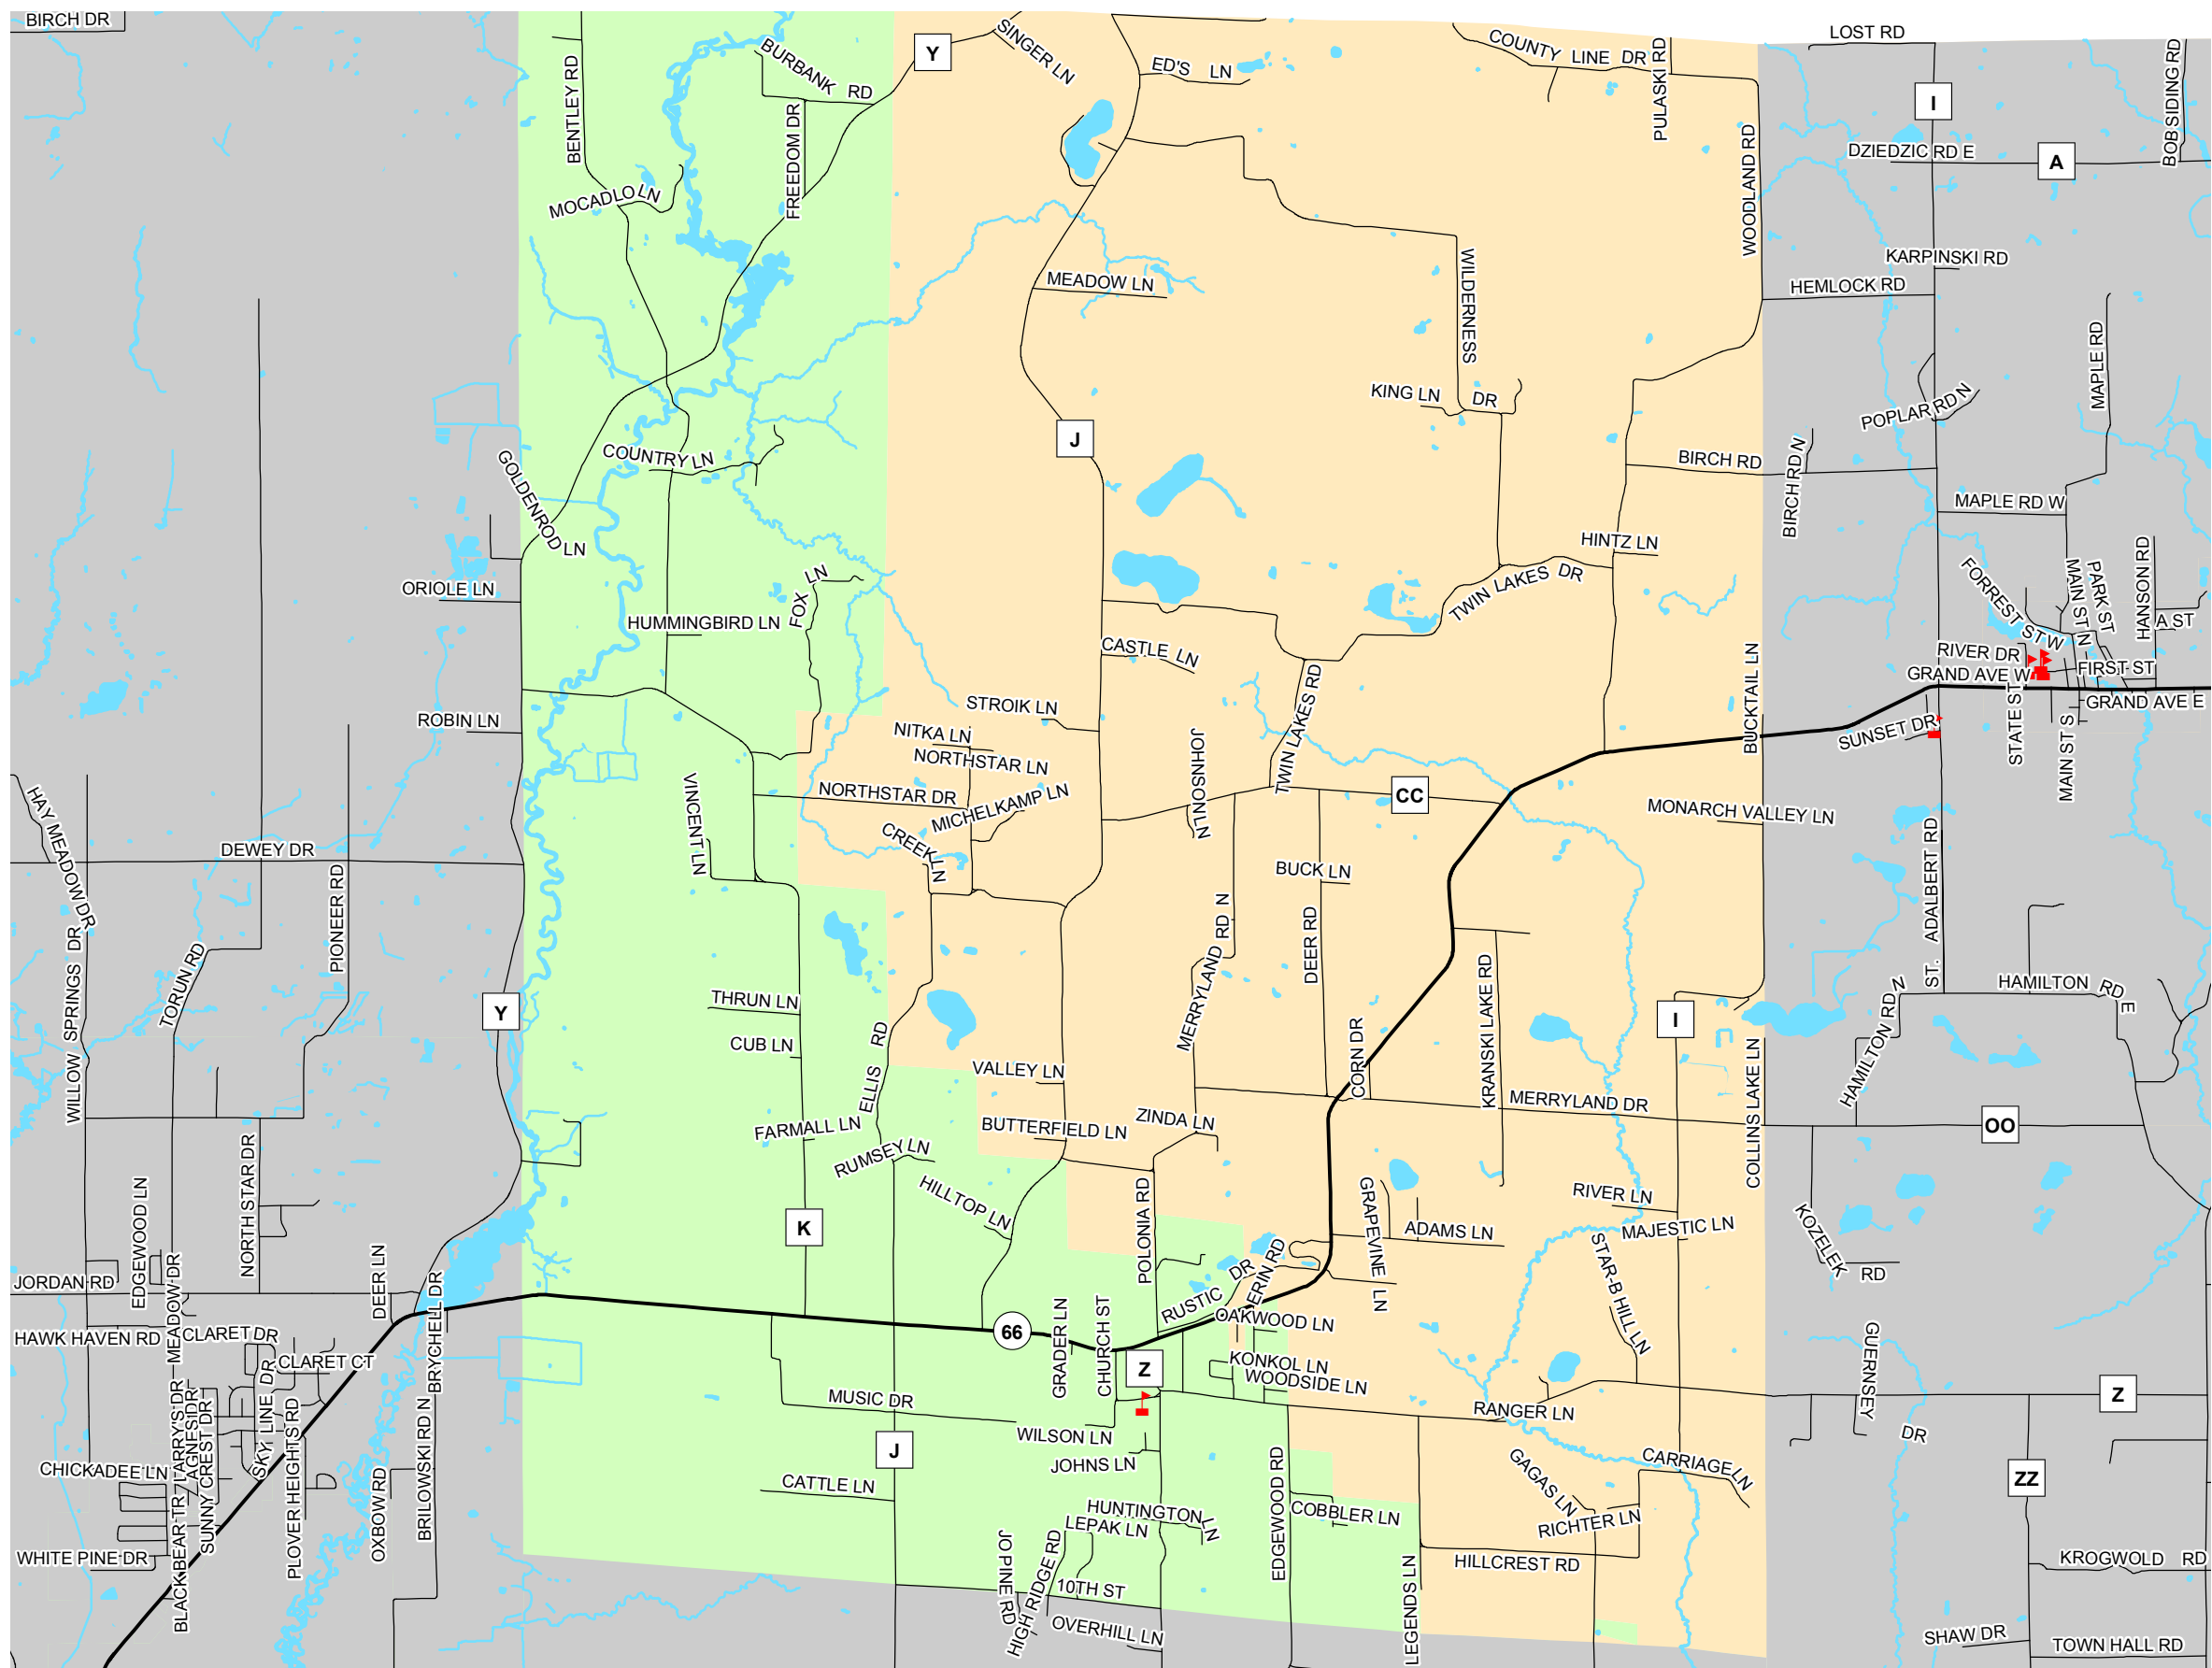 BIRCH DR
BENTLEY RD
BURBANK RD
Y
SINGER LN
ED'S LN
COUNTY LINE DR
PULASKI RD
LOST RD
I
BOBSIDING RD
DZIEDZIC RD E
A
FREEDOM DR
MOCADLO LN
WOODLAND RD
KARPINSKI RD
HEMLOCK RD
MEADOW LN
WILDERNESS DR
KING LN
MAPLE RD
POPLAR RD N
J
COUNTRY LN
GOLDENROD LN
BIRCH RD
BIRCH RD N
MAPLE RD W
HINTZ LN
TWIN LAKES DR
ORIOLE LN
FOX LN
HUMMINGBIRD LN
CASTLE LN
FORREST ST W
MAIN ST N
PARK ST
HANSON RD
A ST
RIVER DR
GRAND AVE W
FIRST ST
GRAND AVE E
STATE ST
MAIN ST S
SUNSET DR
BUCKTAIL LN
ROBIN LN
STROIK LN
NITKA LN
NORTHSTAR LN
NORTHSTAR DR
MICHELKAMP LN
CREEK LN
JOHNSON LN
TWIN LAKES RD
CC
MONARCH VALLEY LN
VINCENT LN
HAY MEADOW DR
DEWEY DR
PIONEER RD
BUCK LN
DEER RD
MERRYLAND RD N
ST. ADALBERT RD
WILLOW SPRINGS DR
TORUN RD
Y
THRUN LN
CUB LN
ELLIS RD
VALLEY LN
CORN DR
KRANSKI LAKE RD
I
COLLINS LAKE LN
HAMILTON RD N
HAMILTON RD E
MERRYLAND DR
OO
FARMALL LN
RUMSEY LN
BUTTERFIELD LN
ZINDA LN
HILLTOP LN
POLONIA RD
K
GRAPEVINE LN
ADAMS LN
RIVER LN
MAJESTIC LN
STAR-B HILL LN
KOZELEK RD
NORTH STAR DR
EDGEWOOD LN
JORDAN RD
MEADOW DR
DEER LN
BRYCHELL DR
HAWK HAVEN RD
CLARET DR
CLARET CT
66
GRADER LN
CHURCH ST
Z
RUSTIC DR
ERIN RD
OAKWOOD LN
KONKOL LN
WOODSIDE LN
RANGER LN
GUERNSEY DR
Z
MUSIC DR
WILSON LN
JOHNS LN
J
CATTLE LN
HUNTINGTON LN
LEPAK LN
EDGEWOOD RD
COBBLER LN
GAGAS LN
CARRIAGE LN
RICHTER LN
HILLCREST RD
LEGENDS LN
ZZ
KROGWOLD RD
SHAW DR
TOWN HALL RD
LARRY'S DR
AGNES DR
SUNNY CREST DR
SKY LINE DR
PLOVER HEIGHTS RD
CHICKADEE LN
BLACK BEAR TR
WHITE PINE DR
OXBOW RD
BRILOWSKI RD N
JO PINE RD
HIGH RIDGE RD
10TH ST
OVERHILL LN